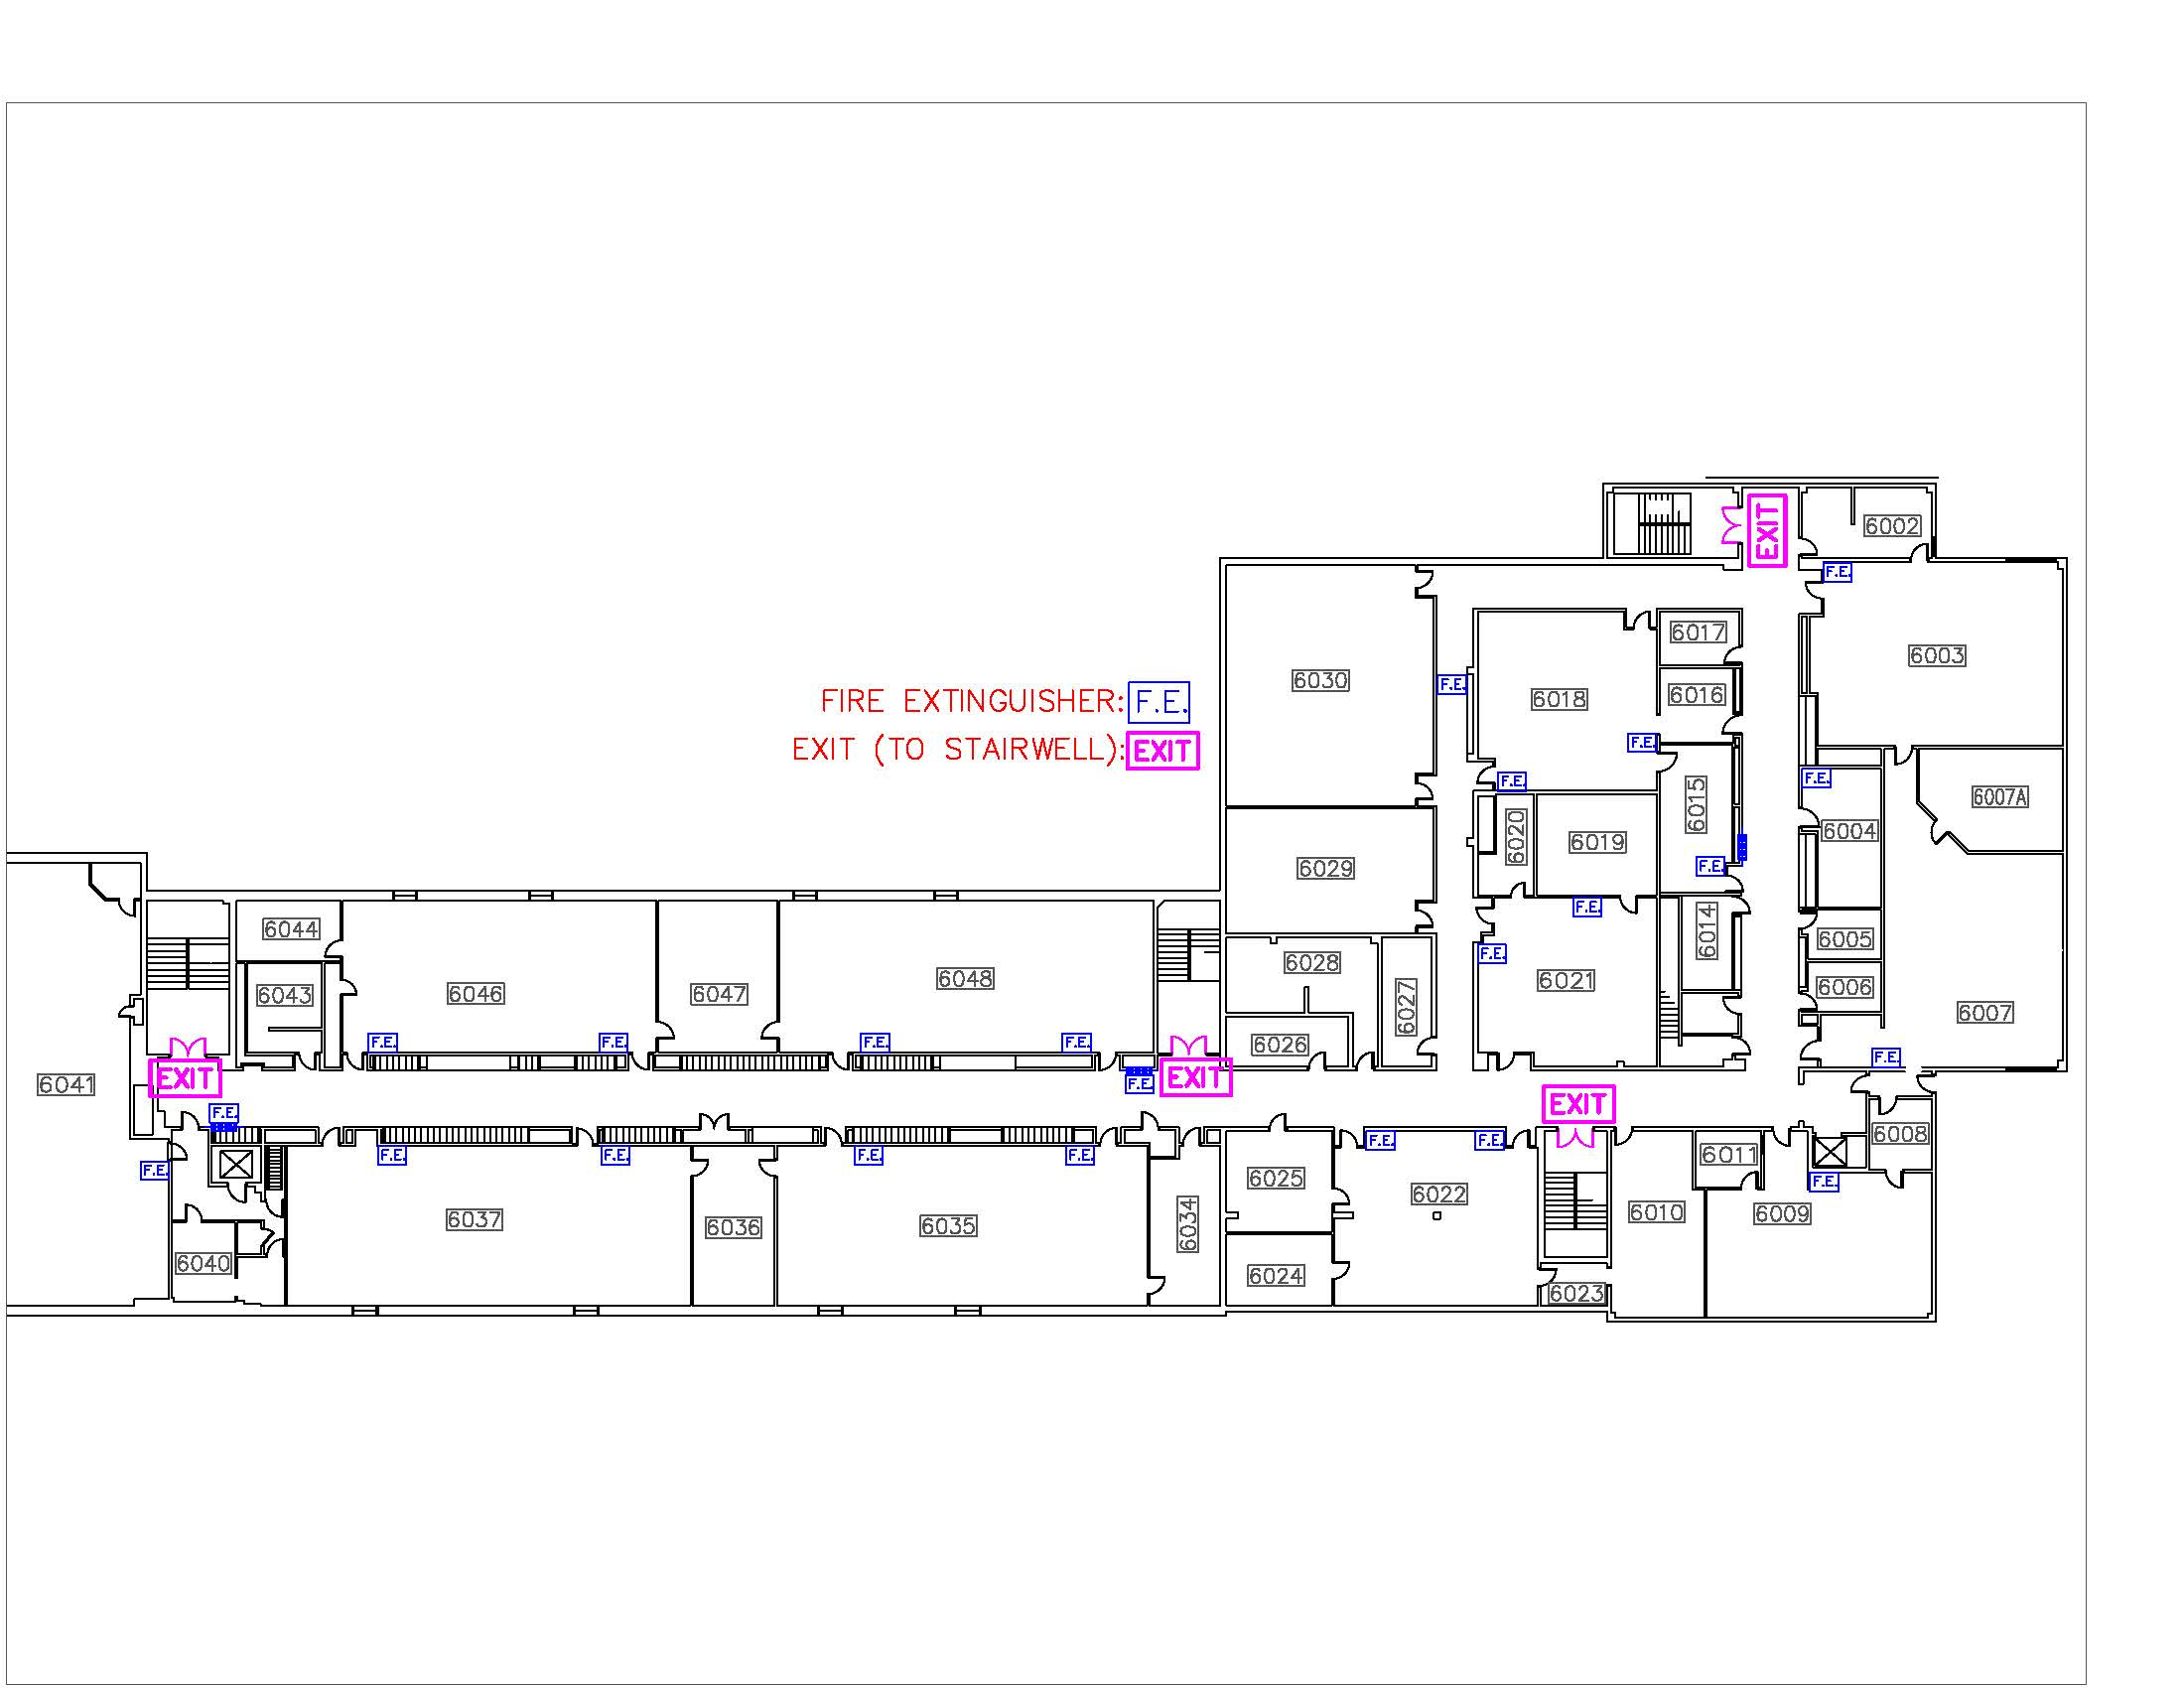 EXIT
6002
F.E.
6017
6003
FIRE EXTINGUISHER: F.E.
6030
F.E.
6018
6016
EXIT (TO STAIRWELL): EXIT
F.E.
F.E.
F.E.
6015
6007A
6020
6019
6004
6029
F.E.
F.E.
6044
6014
6005
F.E.
6028
6046
6047
6048
6021
6043
6027
6006
6007
F.E.
F.E.
F.E.
F.E.
6026
F.E.
6041
EXIT
EXIT
F.E.
EXIT
F.E.
F.E.
F.E.
F.E.
F.E.
F.E.
F.E.
F.E.
6008
6011
6025
F.E.
6022
6037
6036
6035
6034
6010
6009
6040
6024
6023